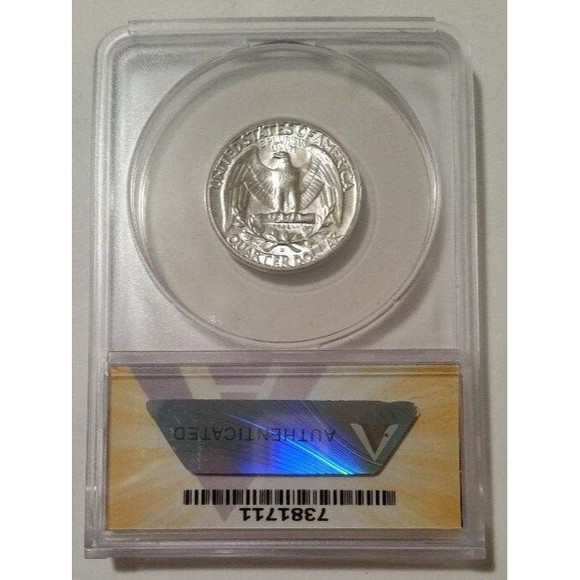 UNITED STATES OF AMERICA
E PLURIBUS
UNUM
QUARTER DOLLAR
AUTHENTICATED
7381711